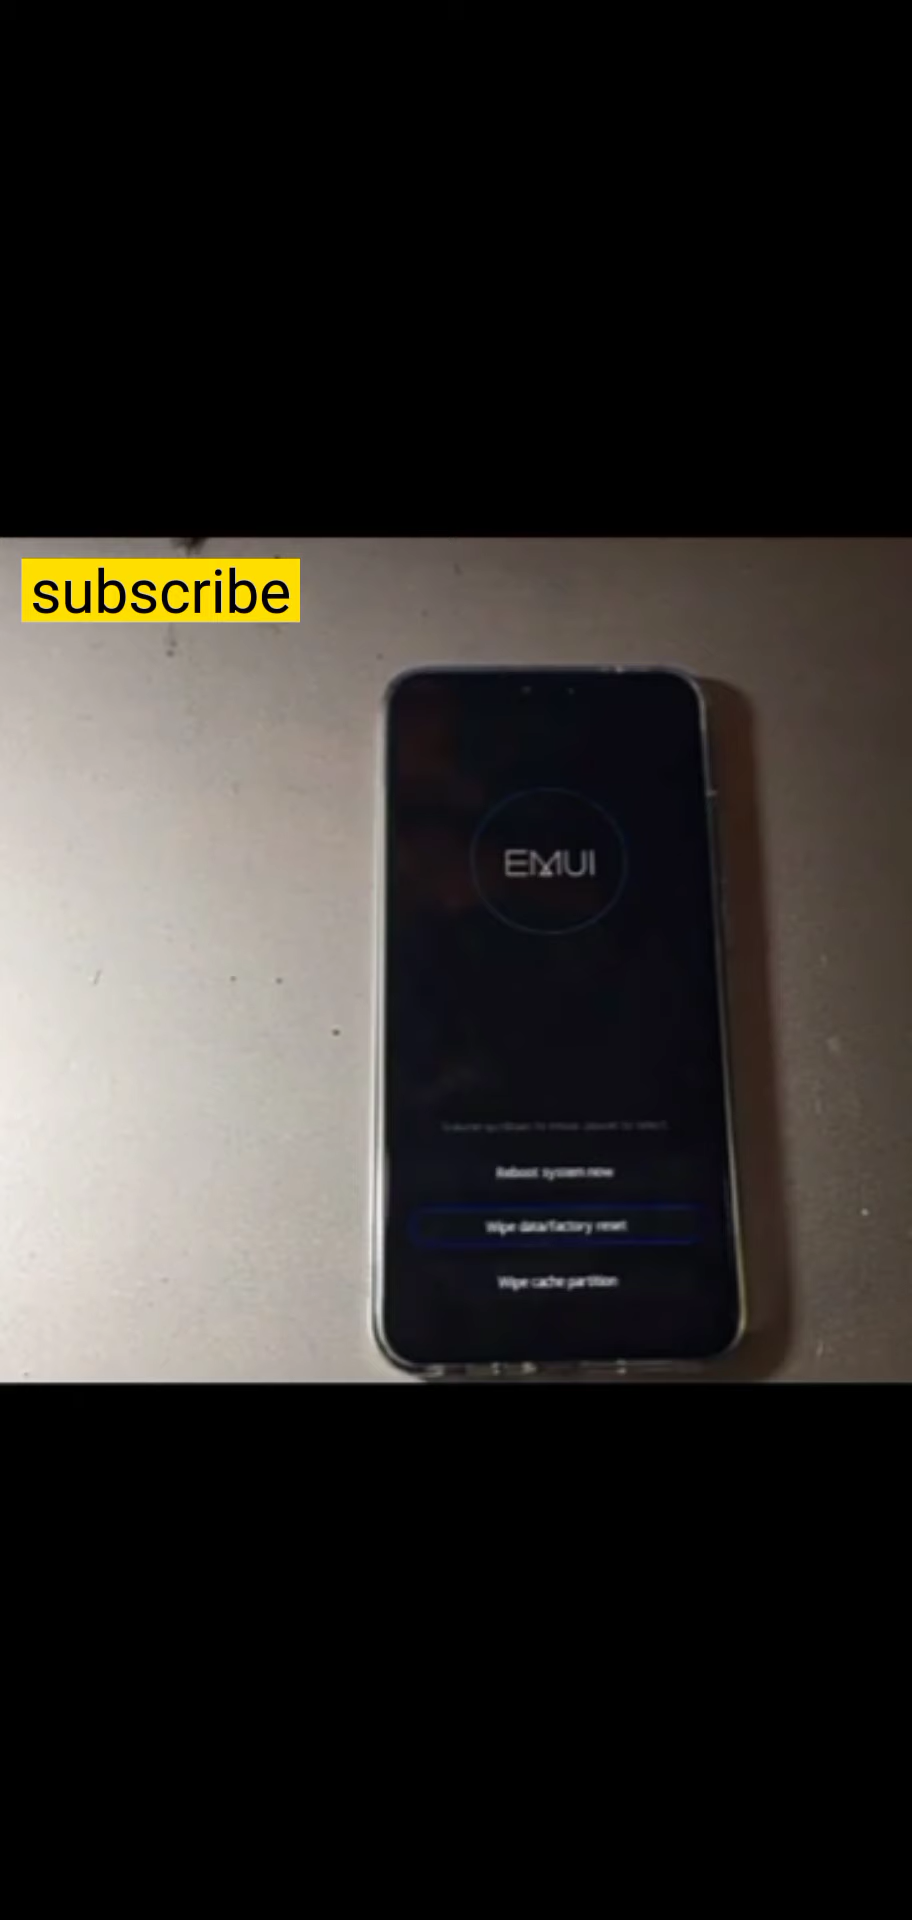 subscribe
EMUI
Reboot system now
Wipe data/factory reset
Wipe cache partition